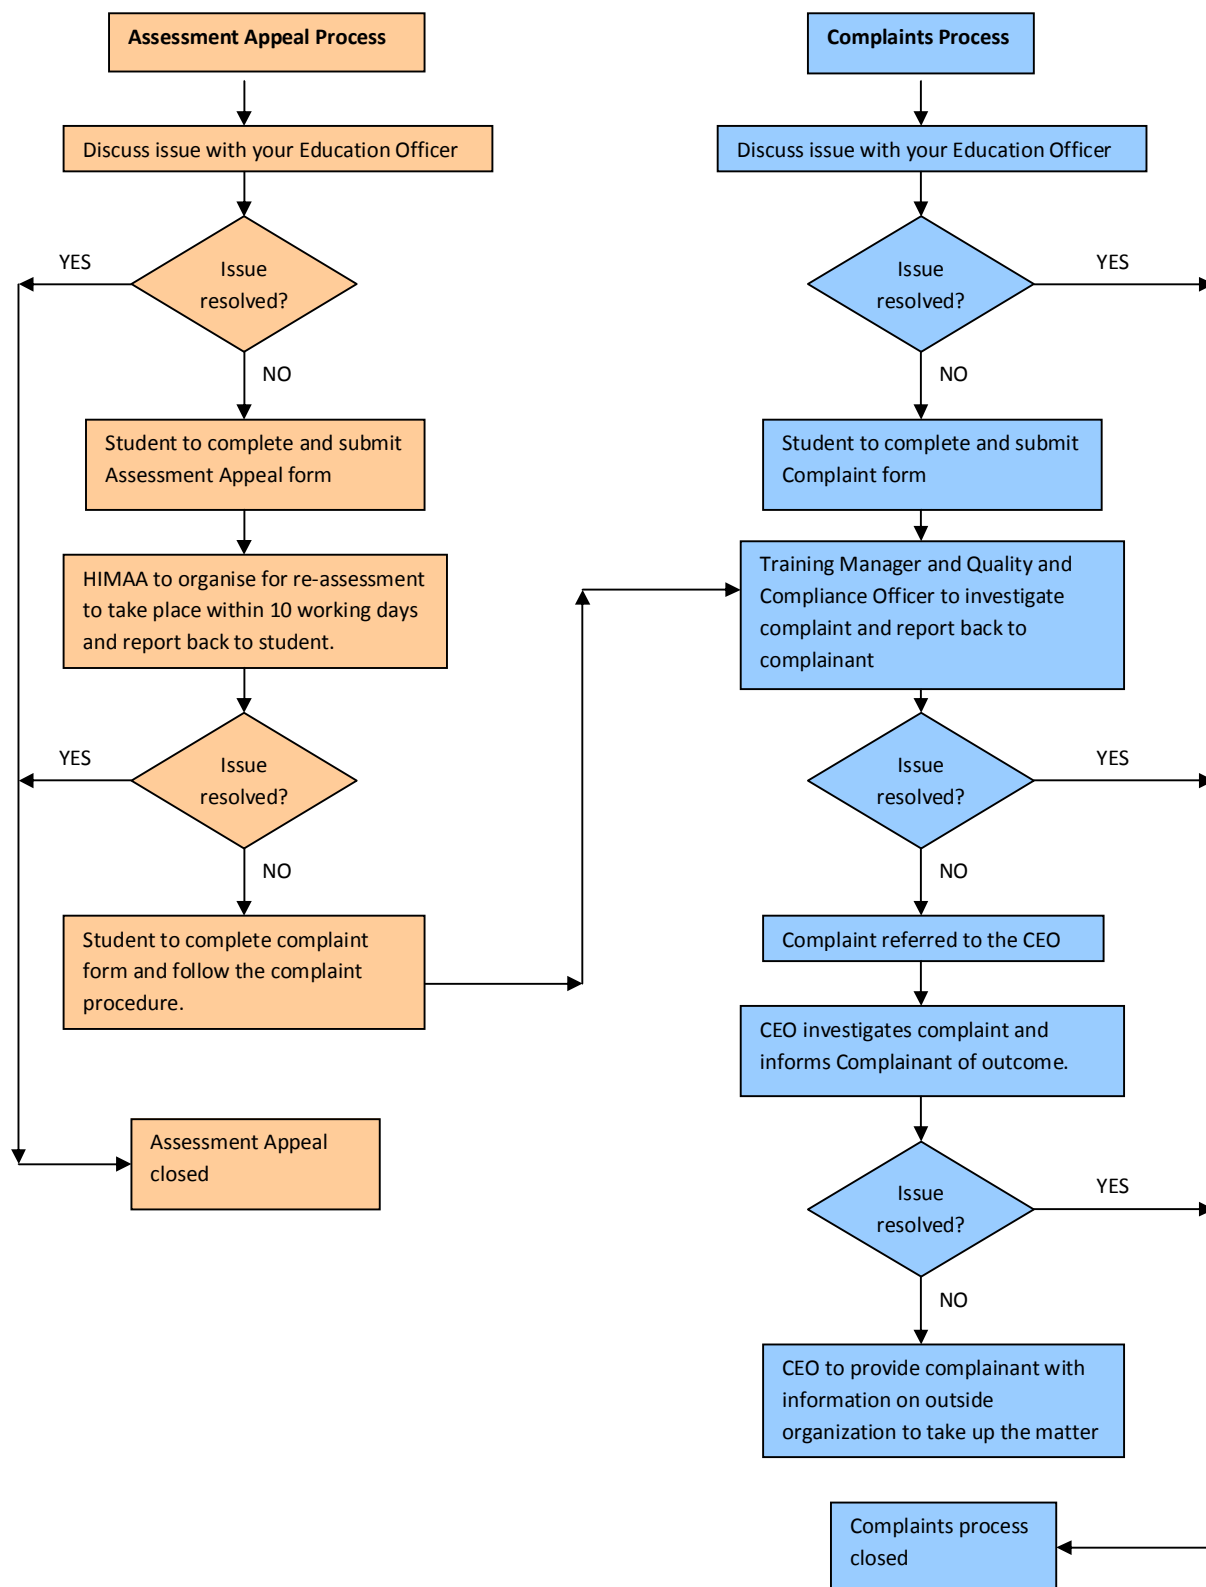 Assessment Appeal Process
Discuss issue with your Education Officer
YES
Issue
resolved?
NO
Student to complete and submit
Assessment Appeal form
HIMAA to organise for re-assessment
to take place within 10 working days
and report back to student.
YES
Issue
resolved?
NO
Student to complete complaint
form and follow the complaint
procedure.
Assessment Appeal
closed
Complaints Process
Discuss issue with your Education Officer
Issue
resolved?
YES
NO
Student to complete and submit
Complaint form
Training Manager and Quality and
Compliance Officer to investigate
complaint and report back to
complainant
Issue
resolved?
YES
NO
Complaint referred to the CEO
CEO investigates complaint and
informs Complainant of outcome.
Issue
resolved?
YES
NO
CEO to provide complainant with
information on outside
organization to take up the matter
Complaints process
closed